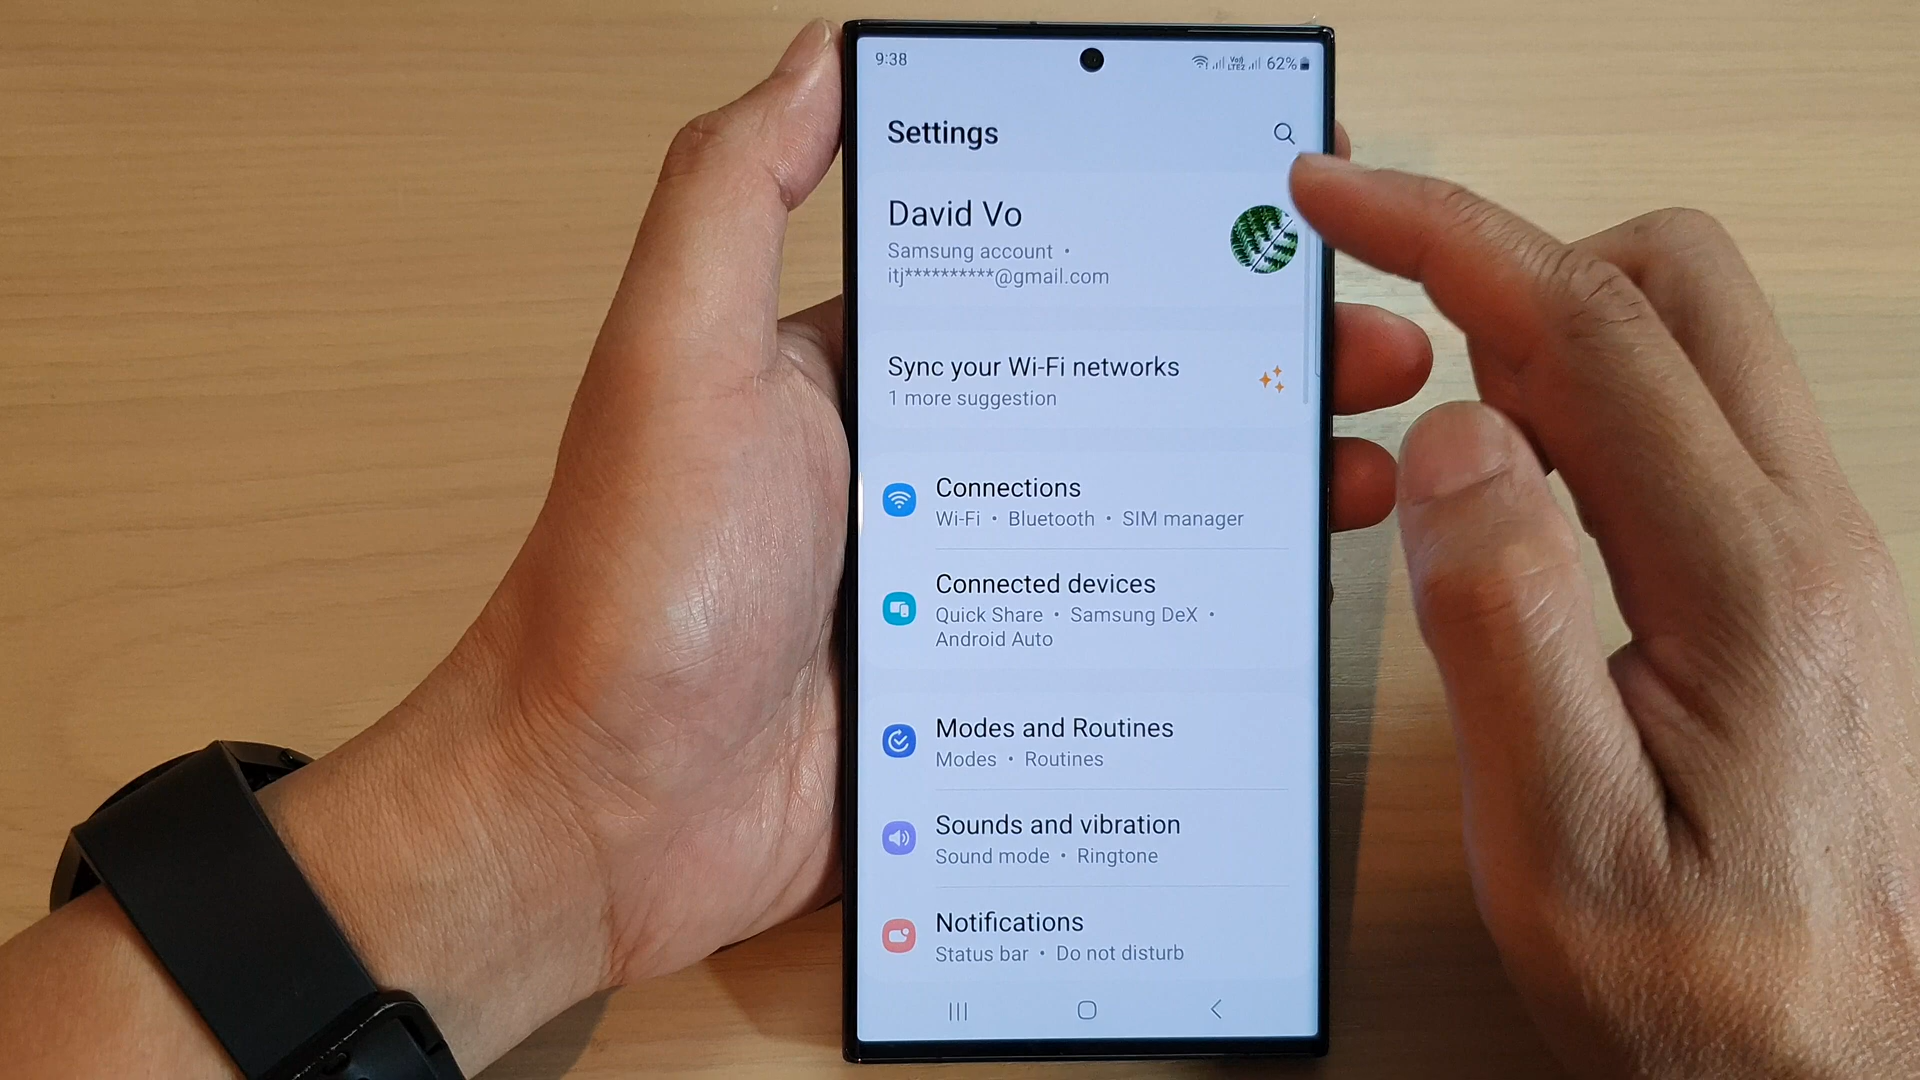 9:38
Vo)) LTE2 62%
Settings
David Vo
Samsung account •
itj**********@gmail.com
Sync your Wi-Fi networks
1 more suggestion
Connections
Wi-Fi • Bluetooth • SIM manager
Connected devices
Quick Share • Samsung DeX •
Android Auto
Modes and Routines
Modes • Routines
Sounds and vibration
Sound mode • Ringtone
Notifications
Status bar • Do not disturb